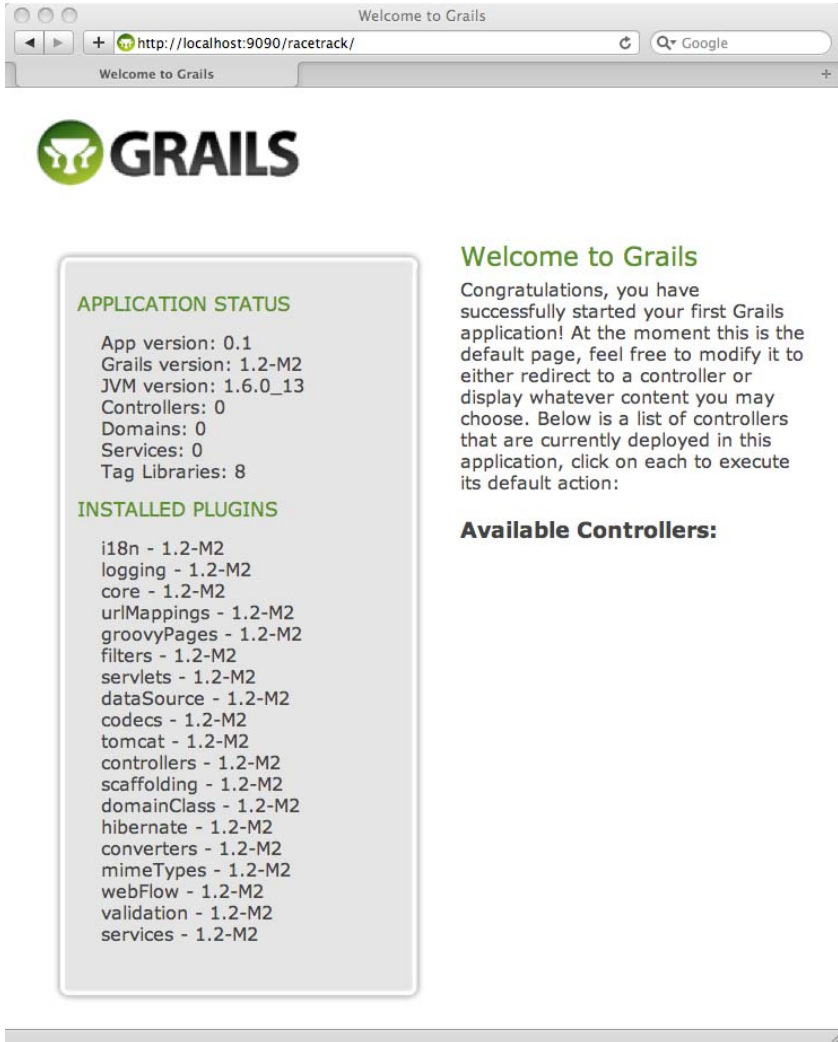 Welcome to Grails
http://localhost:9090/racetrack/
Google
Welcome to Grails
GRAILS
APPLICATION STATUS
App version: 0.1
Grails version: 1.2-M2
JVM version: 1.6.0_13
Controllers: 0
Domains: 0
Services: 0
Tag Libraries: 8
INSTALLED PLUGINS
i18n - 1.2-M2
logging - 1.2-M2
core - 1.2-M2
urlMappings - 1.2-M2
groovyPages - 1.2-M2
filters - 1.2-M2
servlets - 1.2-M2
dataSource - 1.2-M2
codecs - 1.2-M2
tomcat - 1.2-M2
controllers - 1.2-M2
scaffolding - 1.2-M2
domainClass - 1.2-M2
hibernate - 1.2-M2
converters - 1.2-M2
mimeTypes - 1.2-M2
webFlow - 1.2-M2
validation - 1.2-M2
services - 1.2-M2
Welcome to Grails
Congratulations, you have
successfully started your first Grails
application! At the moment this is the
default page, feel free to modify it to
either redirect to a controller or
display whatever content you may
choose. Below is a list of controllers
that are currently deployed in this
application, click on each to execute
its default action:
Available Controllers: